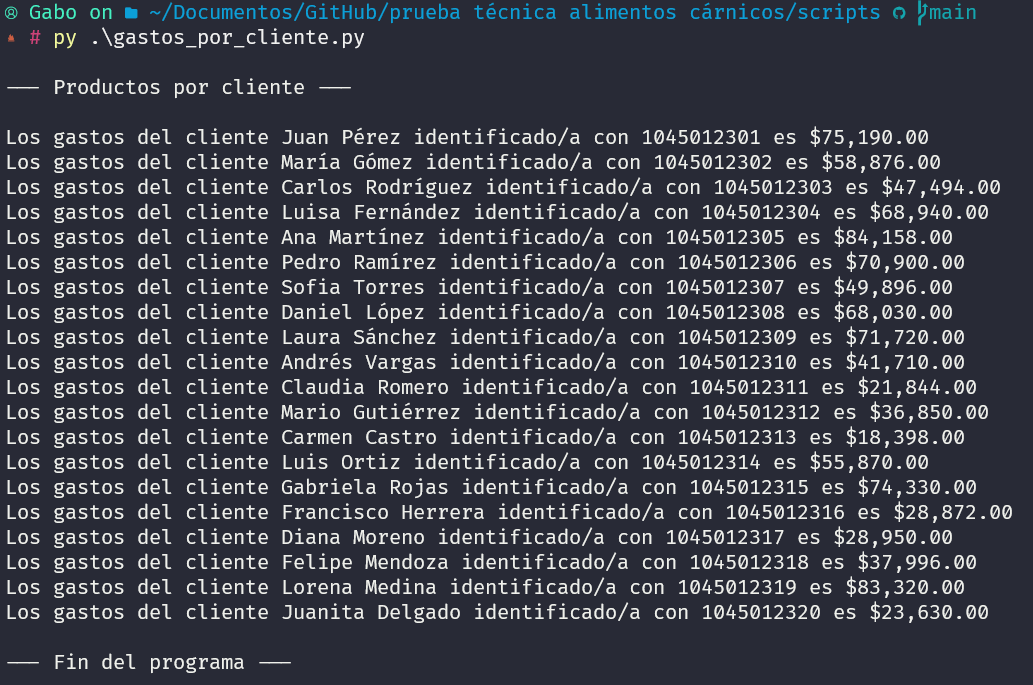 Gabo on ~/Documentos/GitHub/prueba técnica alimentos cárnicos/scripts main
# py .\gastos_por_cliente.py
--- Productos por cliente ---
Los gastos del cliente Juan Pérez identificado/a con 1045012301 es $75,190.00
Los gastos del cliente María Gómez identificado/a con 1045012302 es $58,876.00
Los gastos del cliente Carlos Rodríguez identificado/a con 1045012303 es $47,494.00
Los gastos del cliente Luisa Fernández identificado/a con 1045012304 es $68,940.00
Los gastos del cliente Ana Martínez identificado/a con 1045012305 es $84,158.00
Los gastos del cliente Pedro Ramírez identificado/a con 1045012306 es $70,900.00
Los gastos del cliente Sofia Torres identificado/a con 1045012307 es $49,896.00
Los gastos del cliente Daniel López identificado/a con 1045012308 es $68,030.00
Los gastos del cliente Laura Sánchez identificado/a con 1045012309 es $71,720.00
Los gastos del cliente Andrés Vargas identificado/a con 1045012310 es $41,710.00
Los gastos del cliente Claudia Romero identificado/a con 1045012311 es $21,844.00
Los gastos del cliente Mario Gutiérrez identificado/a con 1045012312 es $36,850.00
Los gastos del cliente Carmen Castro identificado/a con 1045012313 es $18,398.00
Los gastos del cliente Luis Ortiz identificado/a con 1045012314 es $55,870.00
Los gastos del cliente Gabriela Rojas identificado/a con 1045012315 es $74,330.00
Los gastos del cliente Francisco Herrera identificado/a con 1045012316 es $28,872.00
Los gastos del cliente Diana Moreno identificado/a con 1045012317 es $28,950.00
Los gastos del cliente Felipe Mendoza identificado/a con 1045012318 es $37,996.00
Los gastos del cliente Lorena Medina identificado/a con 1045012319 es $83,320.00
Los gastos del cliente Juanita Delgado identificado/a con 1045012320 es $23,630.00
--- Fin del programa ---